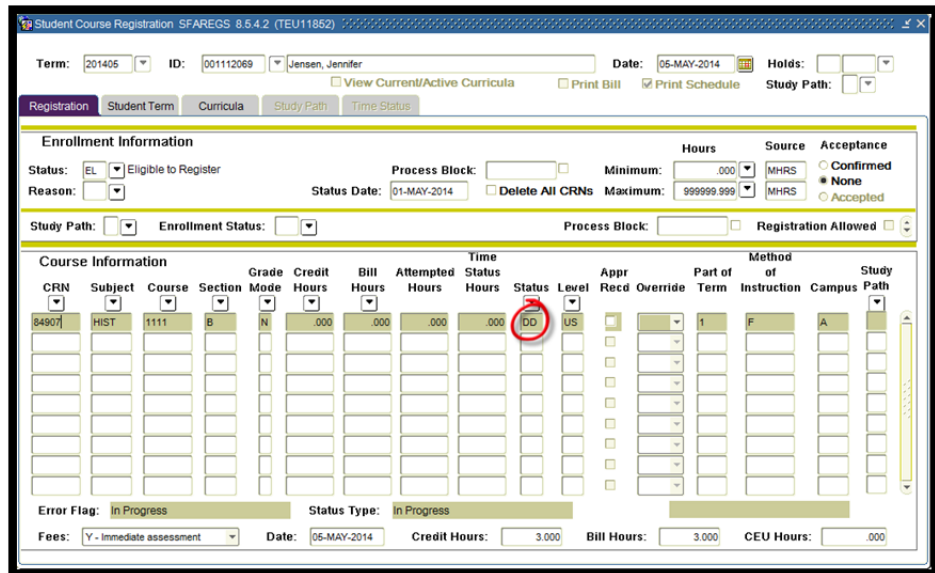 Student Course Registration SFAREGS 8.5.4.2 (TEU11852)
Term: 201405 ID: 001112069 Jensen, Jennifer Date: 05-MAY-2014 Holds:
View Current/Active Curricula Print Bill Print Schedule Study Path:
Registration Student Term Curricula Study Path Time Status
Enrollment Information Hours Source Acceptance
Status: EL Eligible to Register Process Block: Minimum: .000 MHRS Confirmed
None
Reason: Status Date: 01-MAY-2014 Delete All CRNs Maximum: 999999.999 MHRS
Accepted
Study Path: Enrollment Status: Process Block: Registration Allowed
Course Information Time Method
Grade Credit Bill Attempted Status Appr Part of of Study
CRN Subject Course Section Mode Hours Hours Hours Hours Status Level Recd Override Term Instruction Campus Path
84907 HIST 1111 B N .000 .000 .000 .000 DD US 1 F A
Error Flag: In Progress Status Type: In Progress
Fees: Y - Immediate assessment Date: 05-MAY-2014 Credit Hours: 3.000 Bill Hours: 3.000 CEU Hours: .000